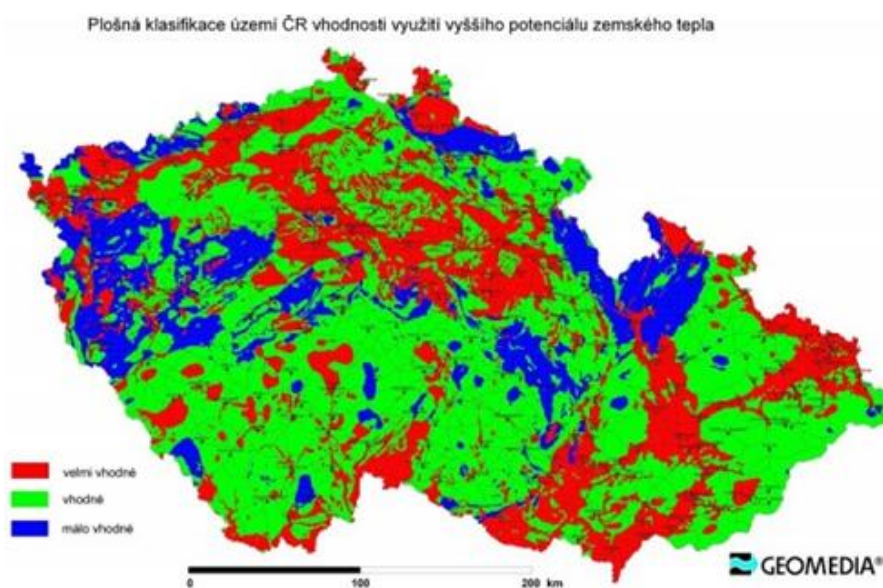 Plošná klasifikace území ČR vhodnosti využití vyššího potenciálu zemského tepla
velmi vhodné
vhodné
málo vhodné
0 100 200 km
GEOMEDIA®